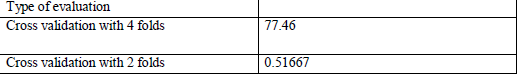 Type of evaluation
Cross validation with 4 folds 77.46
Cross validation with 2 folds 0.51667